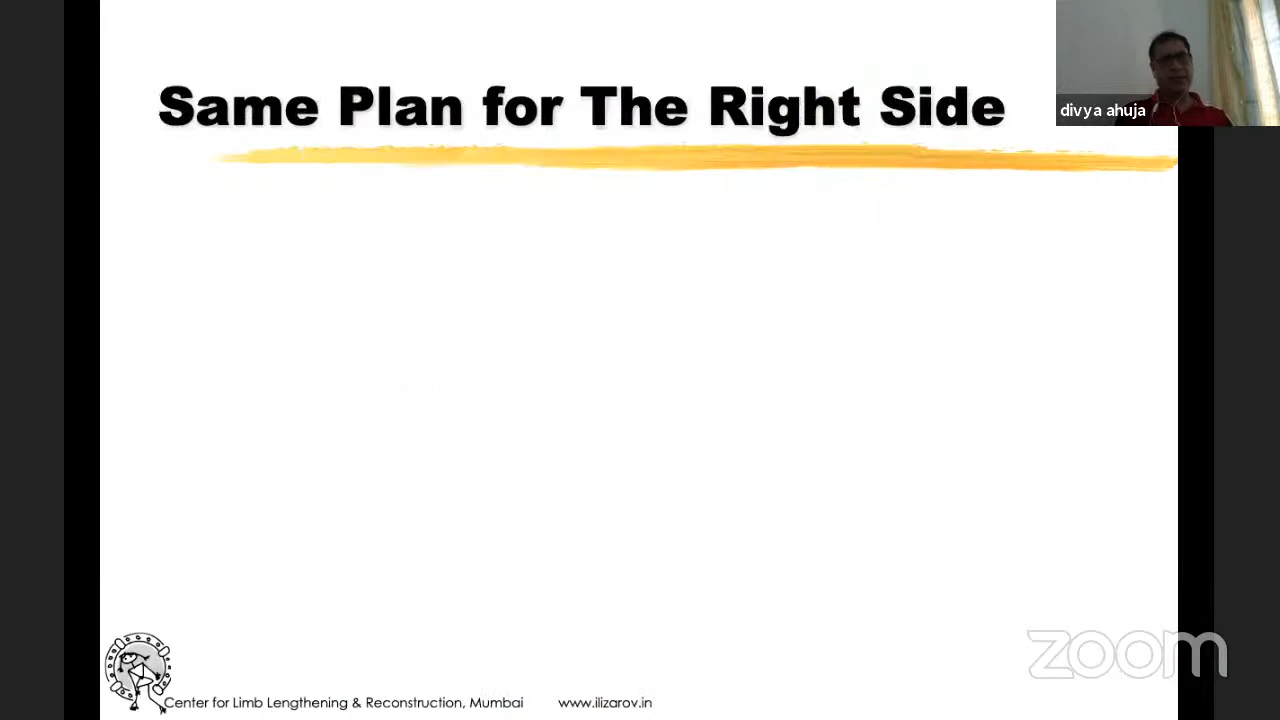 Same Plan for The Right Side
divya ahuja
zoom
Center for Limb Lengthening & Reconstruction, Mumbai www.ilizarov.in